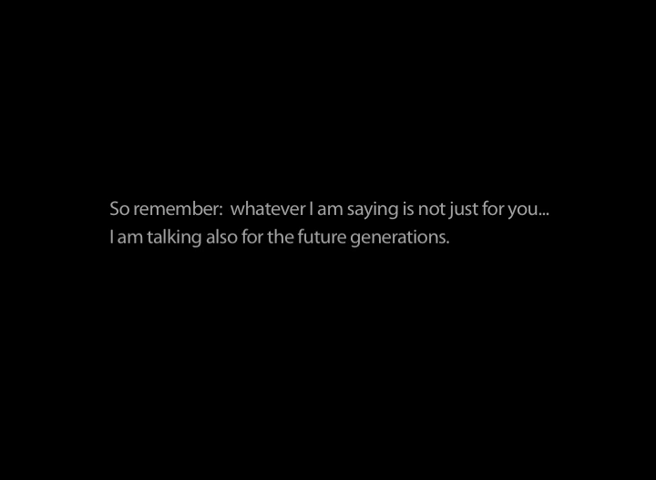 So remember:  whatever I am saying is not just for you...
I am talking also for the future generations.